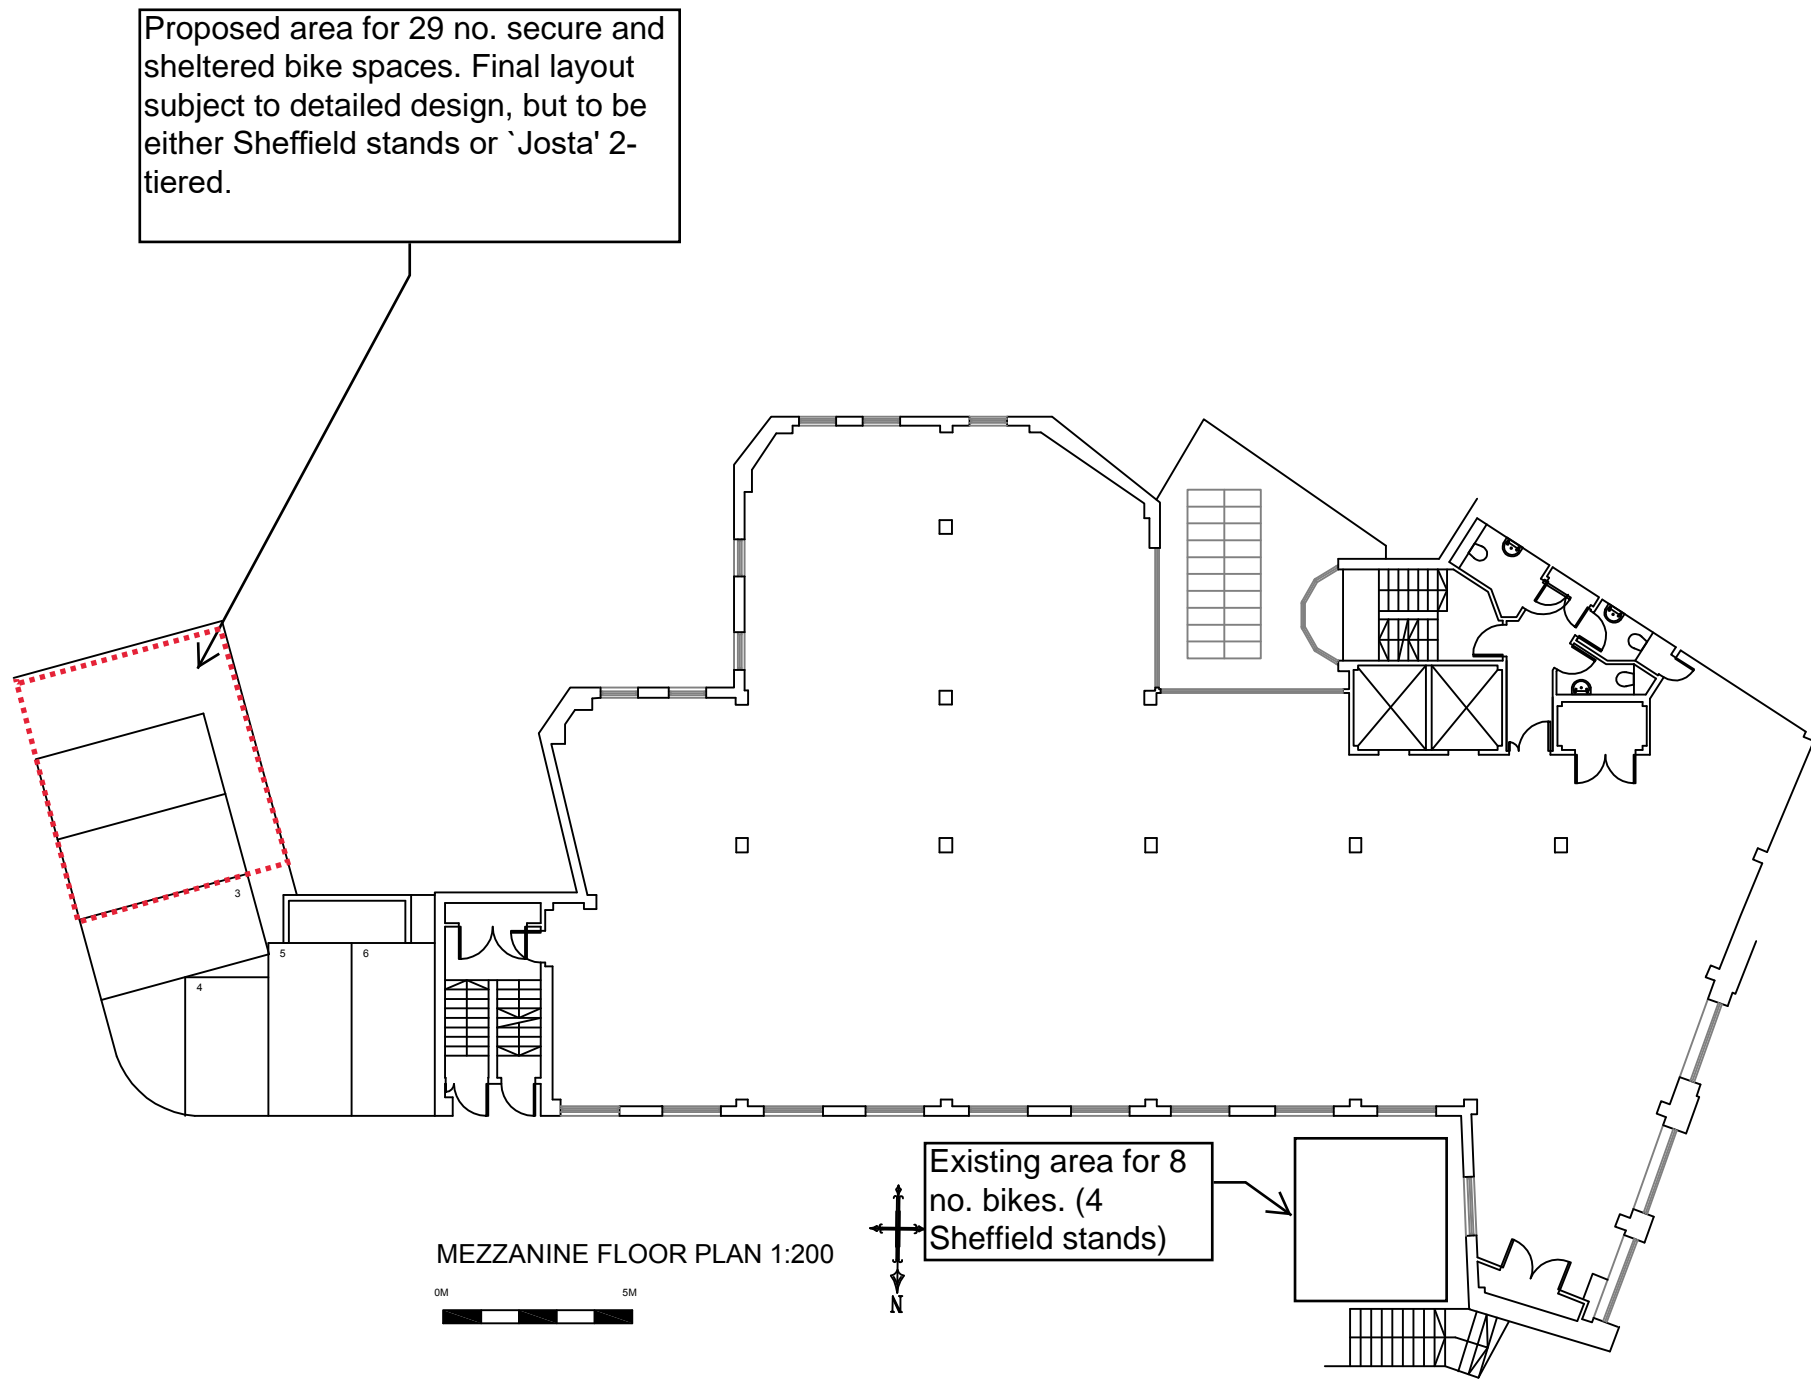 Proposed area for 29 no. secure and
sheltered bike spaces. Final layout
subject to detailed design, but to be
either Sheffield stands or `Josta' 2-
tiered.
3
5
6
4
Existing area for 8
no. bikes. (4
Sheffield stands)
MEZZANINE FLOOR PLAN 1:200
0M
5M
N